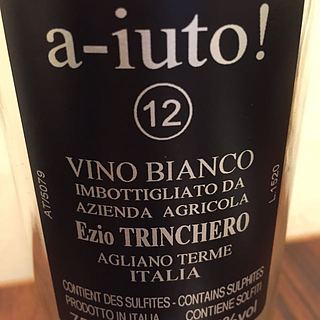 a-iuto!
12
VINO BIANCO
IMBOTTIGLIATO DA
AZIENDA AGRICOLA
Ezio TRINCHERO
AGLIANO TERME
ITALIA
CONTIENT DES SULFITES - CONTAINS SULPHITES
PRODOTTO IN ITALIA CONTIENE SOLFITI
%vol
AT/5079
L.1520